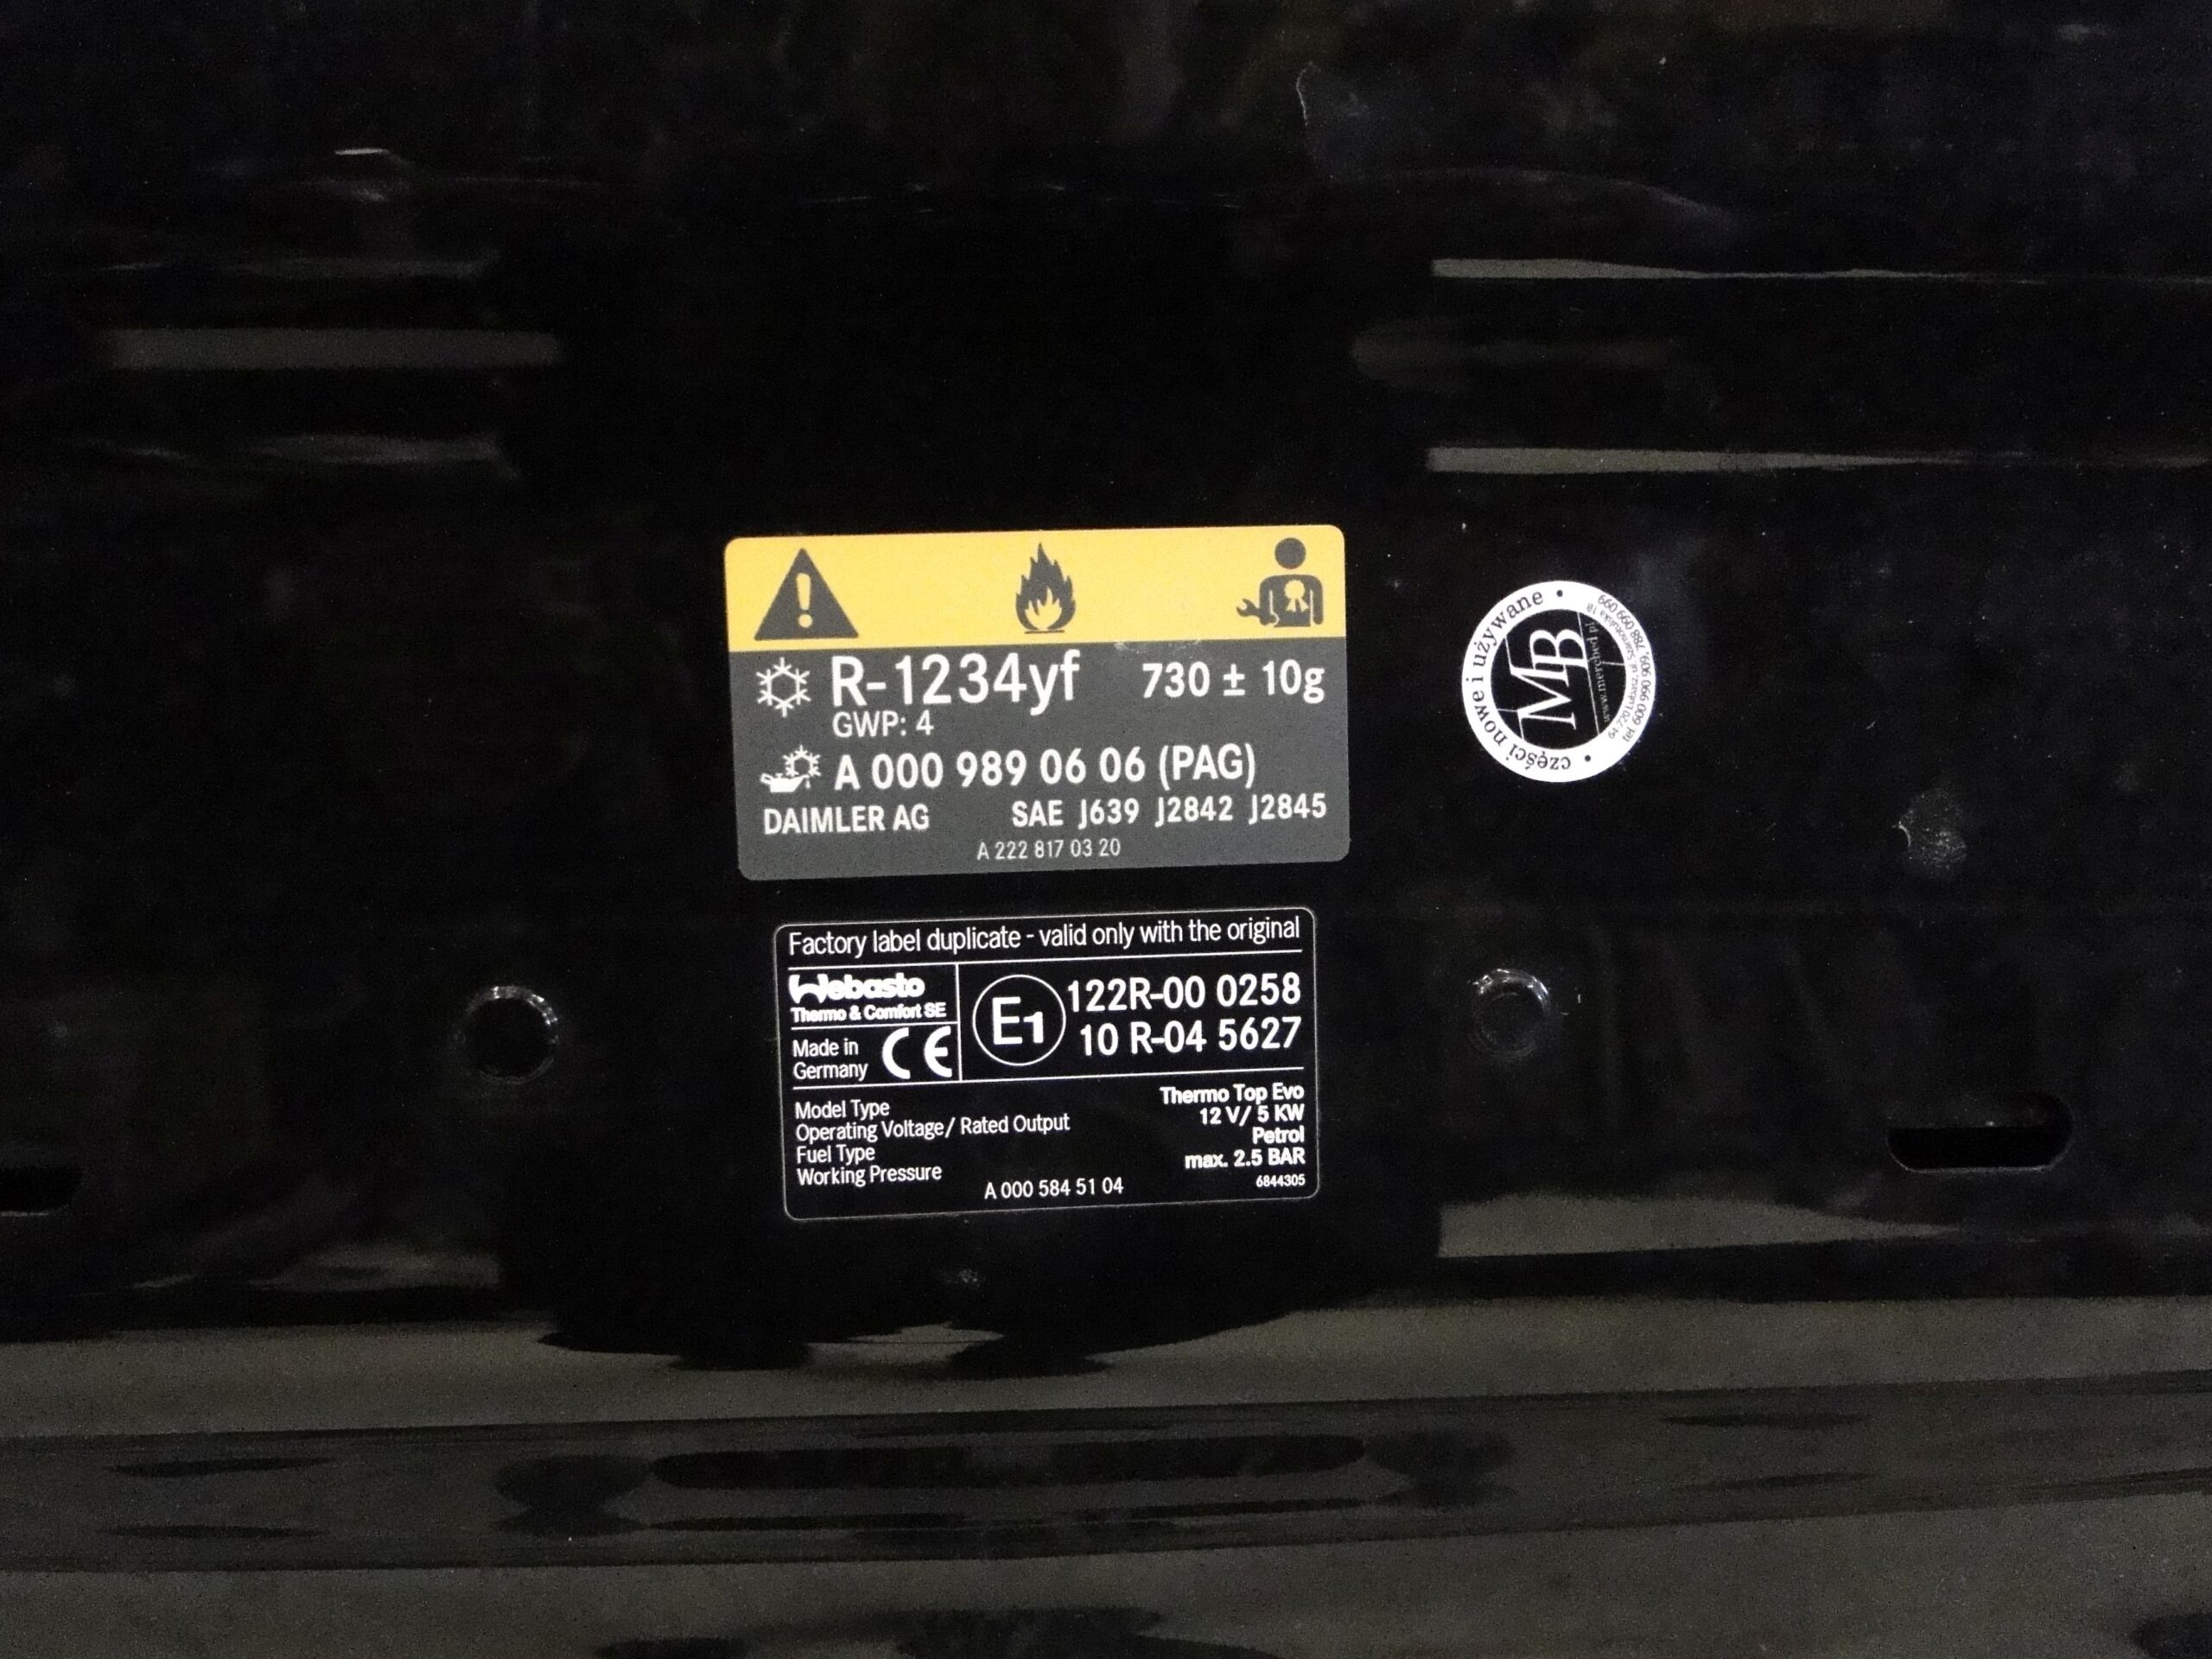 R-1234yf 730 ± 10g
GWP: 4
A 000 989 06 06 (PAG)
DAIMLER AG SAE J639 J2842 J2845
A 222 817 03 20
części nowe i używane
MB
www.merched.pl
Factory label duplicate - valid only with the original
Webasto
Thermo & Comfort SE
Made in
Germany
CE
E1
122R-00 0258
10 R-04 5627
Model Type Thermo Top Evo
Operating Voltage/ Rated Output 12 V/ 5 KW
Fuel Type Petrol
Working Pressure max. 2.5 BAR
A 000 584 51 04 6844305